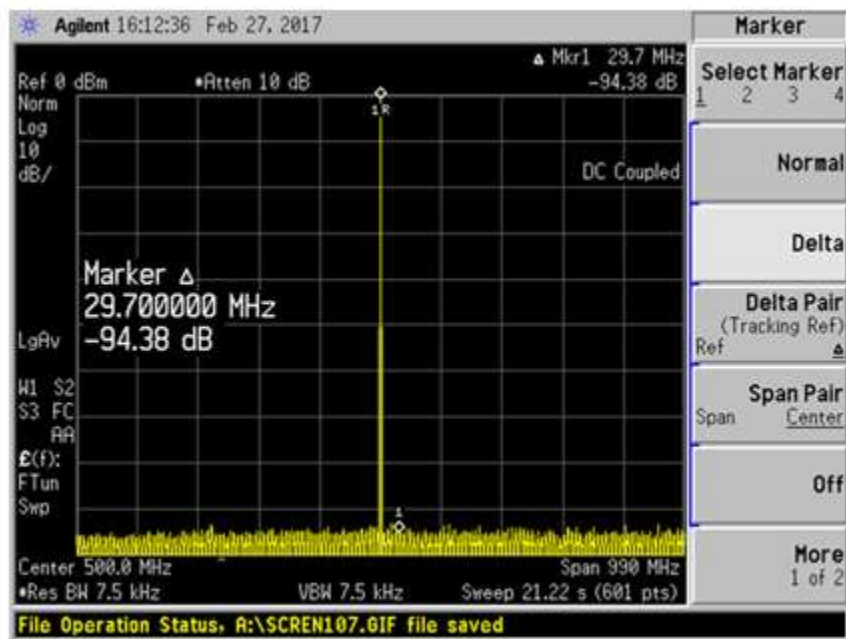 Agilent 16:12:36 Feb 27, 2017
Marker
Δ Mkr1 29.7 MHz
Ref 0 dBm *Atten 10 dB -94.38 dB
Select Marker
1 2 3 4
Norm
Log
10
dB/
1R
DC Coupled
Normal
Delta
Marker Δ
29.700000 MHz
-94.38 dB
Delta Pair
(Tracking Ref)
Ref Δ
LgAv
W1 S2
S3 FC
AA
Span Pair
Span Center
£(f):
FTun
Swp
1
Off
Center 500.0 MHz Span 990 MHz
*Res BW 7.5 kHz VBW 7.5 kHz Sweep 21.22 s (601 pts)
More
1 of 2
File Operation Status, A:\SCREN107.GIF file saved